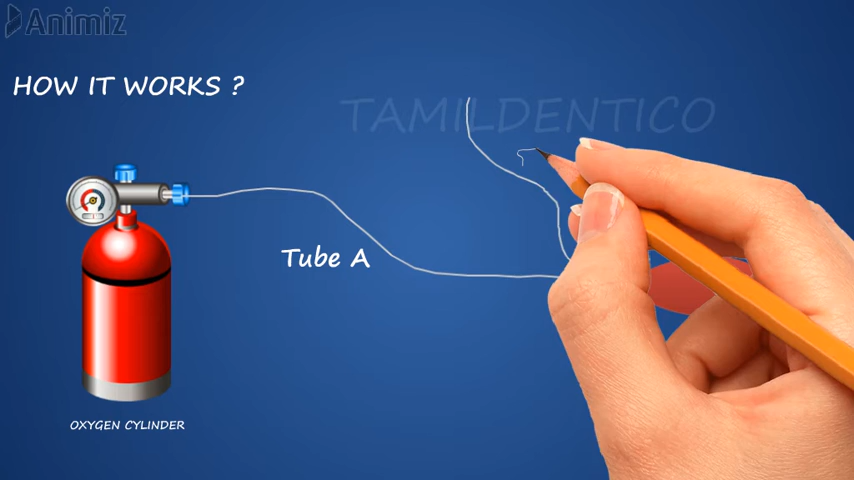 Animiz
HOW IT WORKS ?
TAMILDENTICO
Tube A
OXYGEN CYLINDER